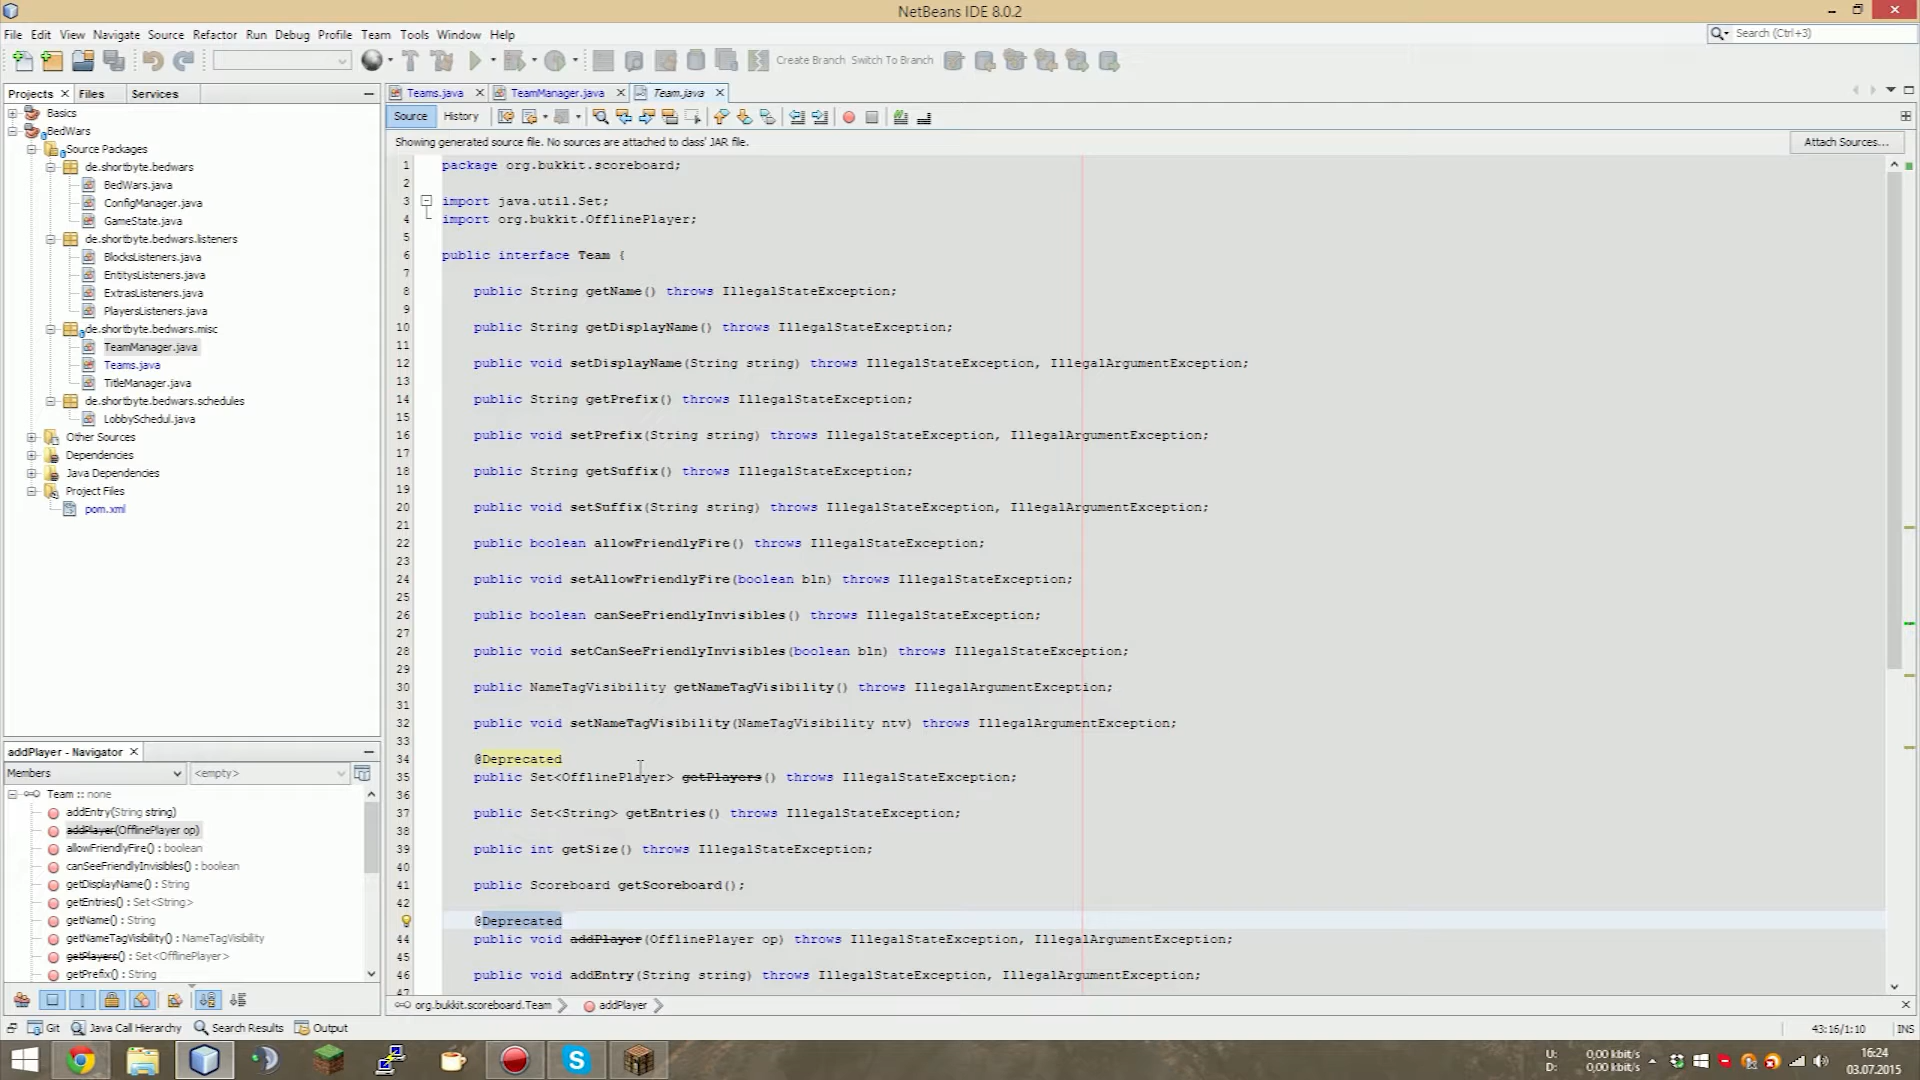 NetBeans IDE 8.0.2
File Edit View Navigate Source Refactor Run Debug Profile Team Tools Window Help
Search (Ctrl+3)
Create Branch Switch To Branch
Projects Files Services
Basics
BedWars
Source Packages
de.shortbyte.bedwars
BedWars.java
ConfigManager.java
GameState.java
de.shortbyte.bedwars.listeners
BlocksListeners.java
EntitysListeners.java
ExtrasListeners.java
PlayersListeners.java
de.shortbyte.bedwars.misc
TeamManager.java
Teams.java
TitleManager.java
de.shortbyte.bedwars.schedules
LobbySchedul.java
Other Sources
Dependencies
Java Dependencies
Project Files
pom.xml
addPlayer - Navigator
Members <empty>
Team :: none
addEntry(String string)
addPlayer(OfflinePlayer op)
allowFriendlyFire() : boolean
canSeeFriendlyInvisibles() : boolean
getDisplayName() : String
getEntries() : Set<String>
getName() : String
getNameTagVisibility() : NameTagVisibility
getPlayers() : Set<OfflinePlayer>
getPrefix() : String
Teams.java TeamManager.java Team.java
Source History
Showing generated source file. No sources are attached to class' JAR file.
Attach Sources...
1 package org.bukkit.scoreboard;
2
3 import java.util.Set;
4 import org.bukkit.OfflinePlayer;
5
6 public interface Team {
7
8 public String getName() throws IllegalStateException;
9
10 public String getDisplayName() throws IllegalStateException;
11
12 public void setDisplayName(String string) throws IllegalStateException, IllegalArgumentException;
13
14 public String getPrefix() throws IllegalStateException;
15
16 public void setPrefix(String string) throws IllegalStateException, IllegalArgumentException;
17
18 public String getSuffix() throws IllegalStateException;
19
20 public void setSuffix(String string) throws IllegalStateException, IllegalArgumentException;
21
22 public boolean allowFriendlyFire() throws IllegalStateException;
23
24 public void setAllowFriendlyFire(boolean bln) throws IllegalStateException;
25
26 public boolean canSeeFriendlyInvisibles() throws IllegalStateException;
27
28 public void setCanSeeFriendlyInvisibles(boolean bln) throws IllegalStateException;
29
30 public NameTagVisibility getNameTagVisibility() throws IllegalArgumentException;
31
32 public void setNameTagVisibility(NameTagVisibility ntv) throws IllegalArgumentException;
33
34 @Deprecated
35 public Set<OfflinePlayer> getPlayers() throws IllegalStateException;
36
37 public Set<String> getEntries() throws IllegalStateException;
38
39 public int getSize() throws IllegalStateException;
40
41 public Scoreboard getScoreboard();
42
@Deprecated
44 public void addPlayer(OfflinePlayer op) throws IllegalStateException, IllegalArgumentException;
45
46 public void addEntry(String string) throws IllegalStateException, IllegalArgumentException;
47
org.bukkit.scoreboard.Team addPlayer
Git Java Call Hierarchy Search Results Output
43:16/1:10 INS
U: 0,00 kbit/s
D: 0,00 kbit/s
16:24
03.07.2015